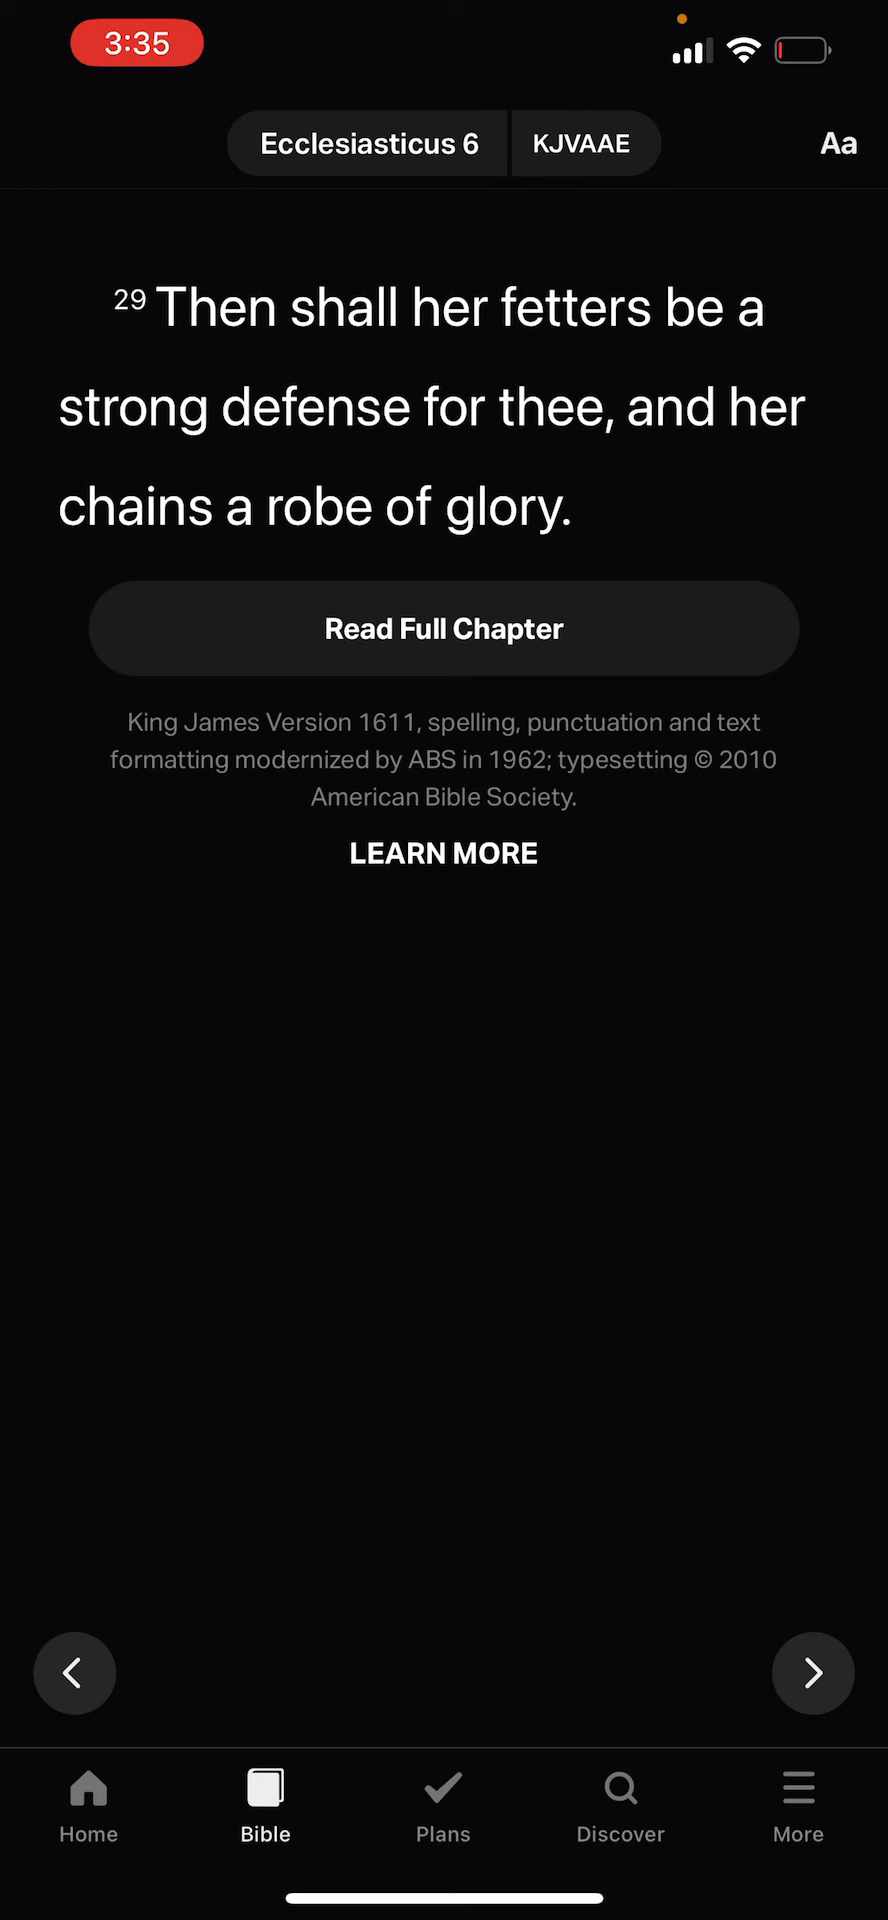 3:35
Ecclesiasticus 6 KJVAAE Aa
29 Then shall her fetters be a
strong defense for thee, and her
chains a robe of glory.
Read Full Chapter
King James Version 1611, spelling, punctuation and text
formatting modernized by ABS in 1962; typesetting © 2010
American Bible Society.
LEARN MORE
Home Bible Plans Discover More